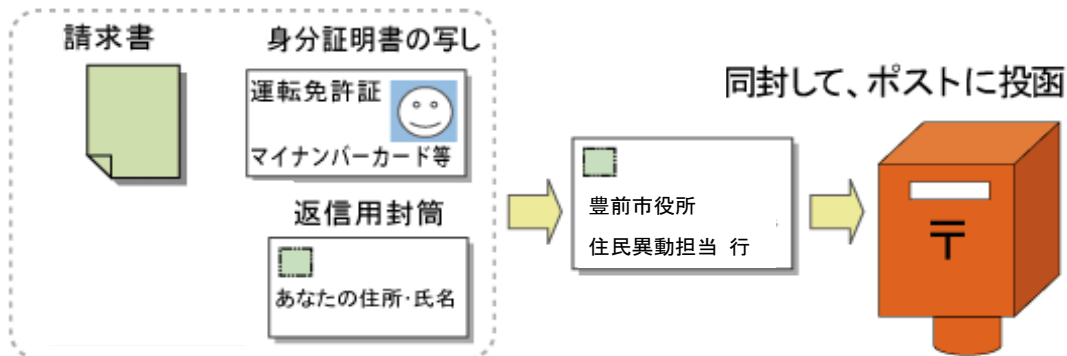 請求書
身分証明書の写し
運転免許証
マイナンバーカード等
返信用封筒
あなたの住所・氏名
豊前市役所
住民異動担当 行
同封して、ポストに投函
〒